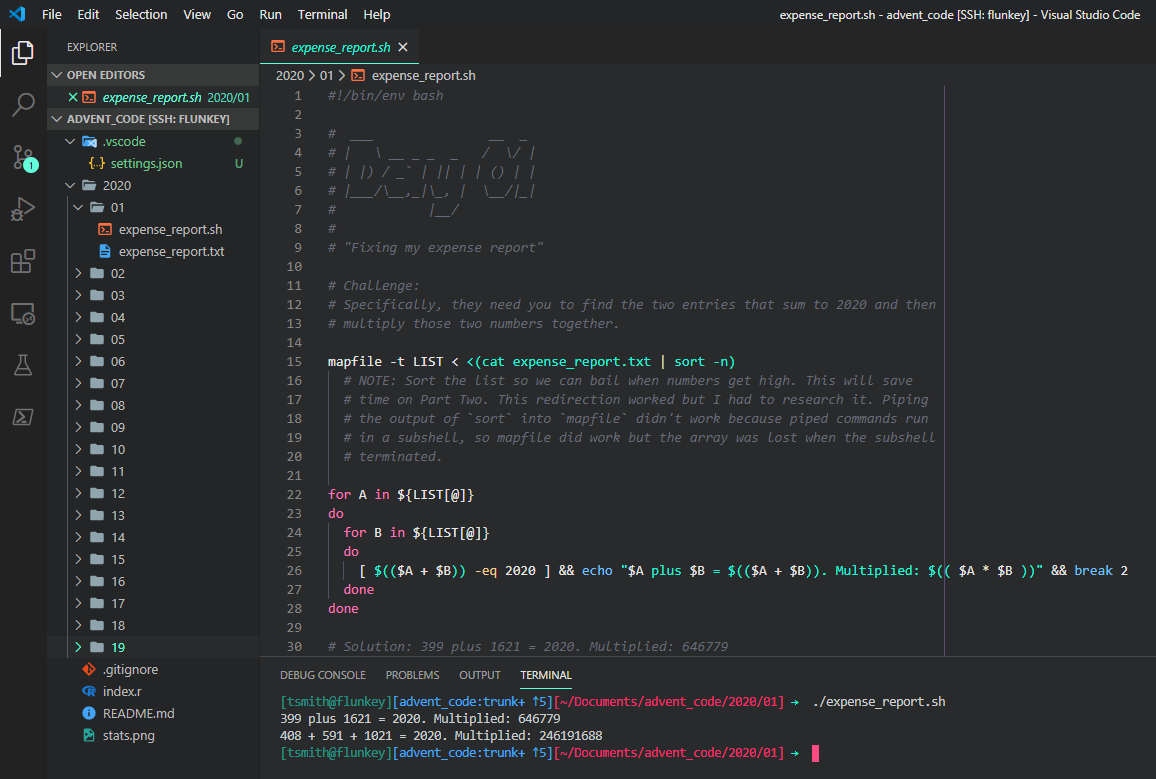 File Edit Selection View Go Run Terminal Help
expense_report.sh - advent_code [SSH: flunkey] - Visual Studio Code
EXPLORER
OPEN EDITORS
expense_report.sh 2020/01
ADVENT_CODE [SSH: FLUNKEY]
.vscode
{..} settings.json U
2020
01
expense_report.sh
expense_report.txt
02
03
04
05
06
07
08
09
10
11
12
13
14
15
16
17
18
19
.gitignore
index.r
README.md
stats.png
1
expense_report.sh
2020 > 01 > expense_report.sh
1 #!/bin/env bash
2
3 #  ___               __  _
4 # |   \ __ _ _  _   /  \/ |
5 # | |) / _` | || | | () | |
6 # |___/\__,_|\_, |  \__/|_|
7 #            |__/
8 #
9 # "Fixing my expense report"
10
11 # Challenge:
12 # Specifically, they need you to find the two entries that sum to 2020 and then
13 # multiply those two numbers together.
14
15 mapfile -t LIST < <(cat expense_report.txt | sort -n)
16 # NOTE: Sort the list so we can bail when numbers get high. This will save
17 # time on Part Two. This redirection worked but I had to research it. Piping
18 # the output of `sort` into `mapfile` didn't work because piped commands run
19 # in a subshell, so mapfile did work but the array was lost when the subshell
20 # terminated.
21
22 for A in ${LIST[@]}
23 do
24 for B in ${LIST[@]}
25 do
26 [ $(($A + $B)) -eq 2020 ] && echo "$A plus $B = $(($A + $B)). Multiplied: $(( $A * $B ))" && break 2
27 done
28 done
29
30 # Solution: 399 plus 1621 = 2020. Multiplied: 646779
DEBUG CONSOLE PROBLEMS OUTPUT TERMINAL
[tsmith@flunkey][advent_code:trunk+ ↑5][~/Documents/advent_code/2020/01] → ./expense_report.sh
399 plus 1621 = 2020. Multiplied: 646779
408 + 591 + 1021 = 2020. Multiplied: 246191688
[tsmith@flunkey][advent_code:trunk+ ↑5][~/Documents/advent_code/2020/01] →